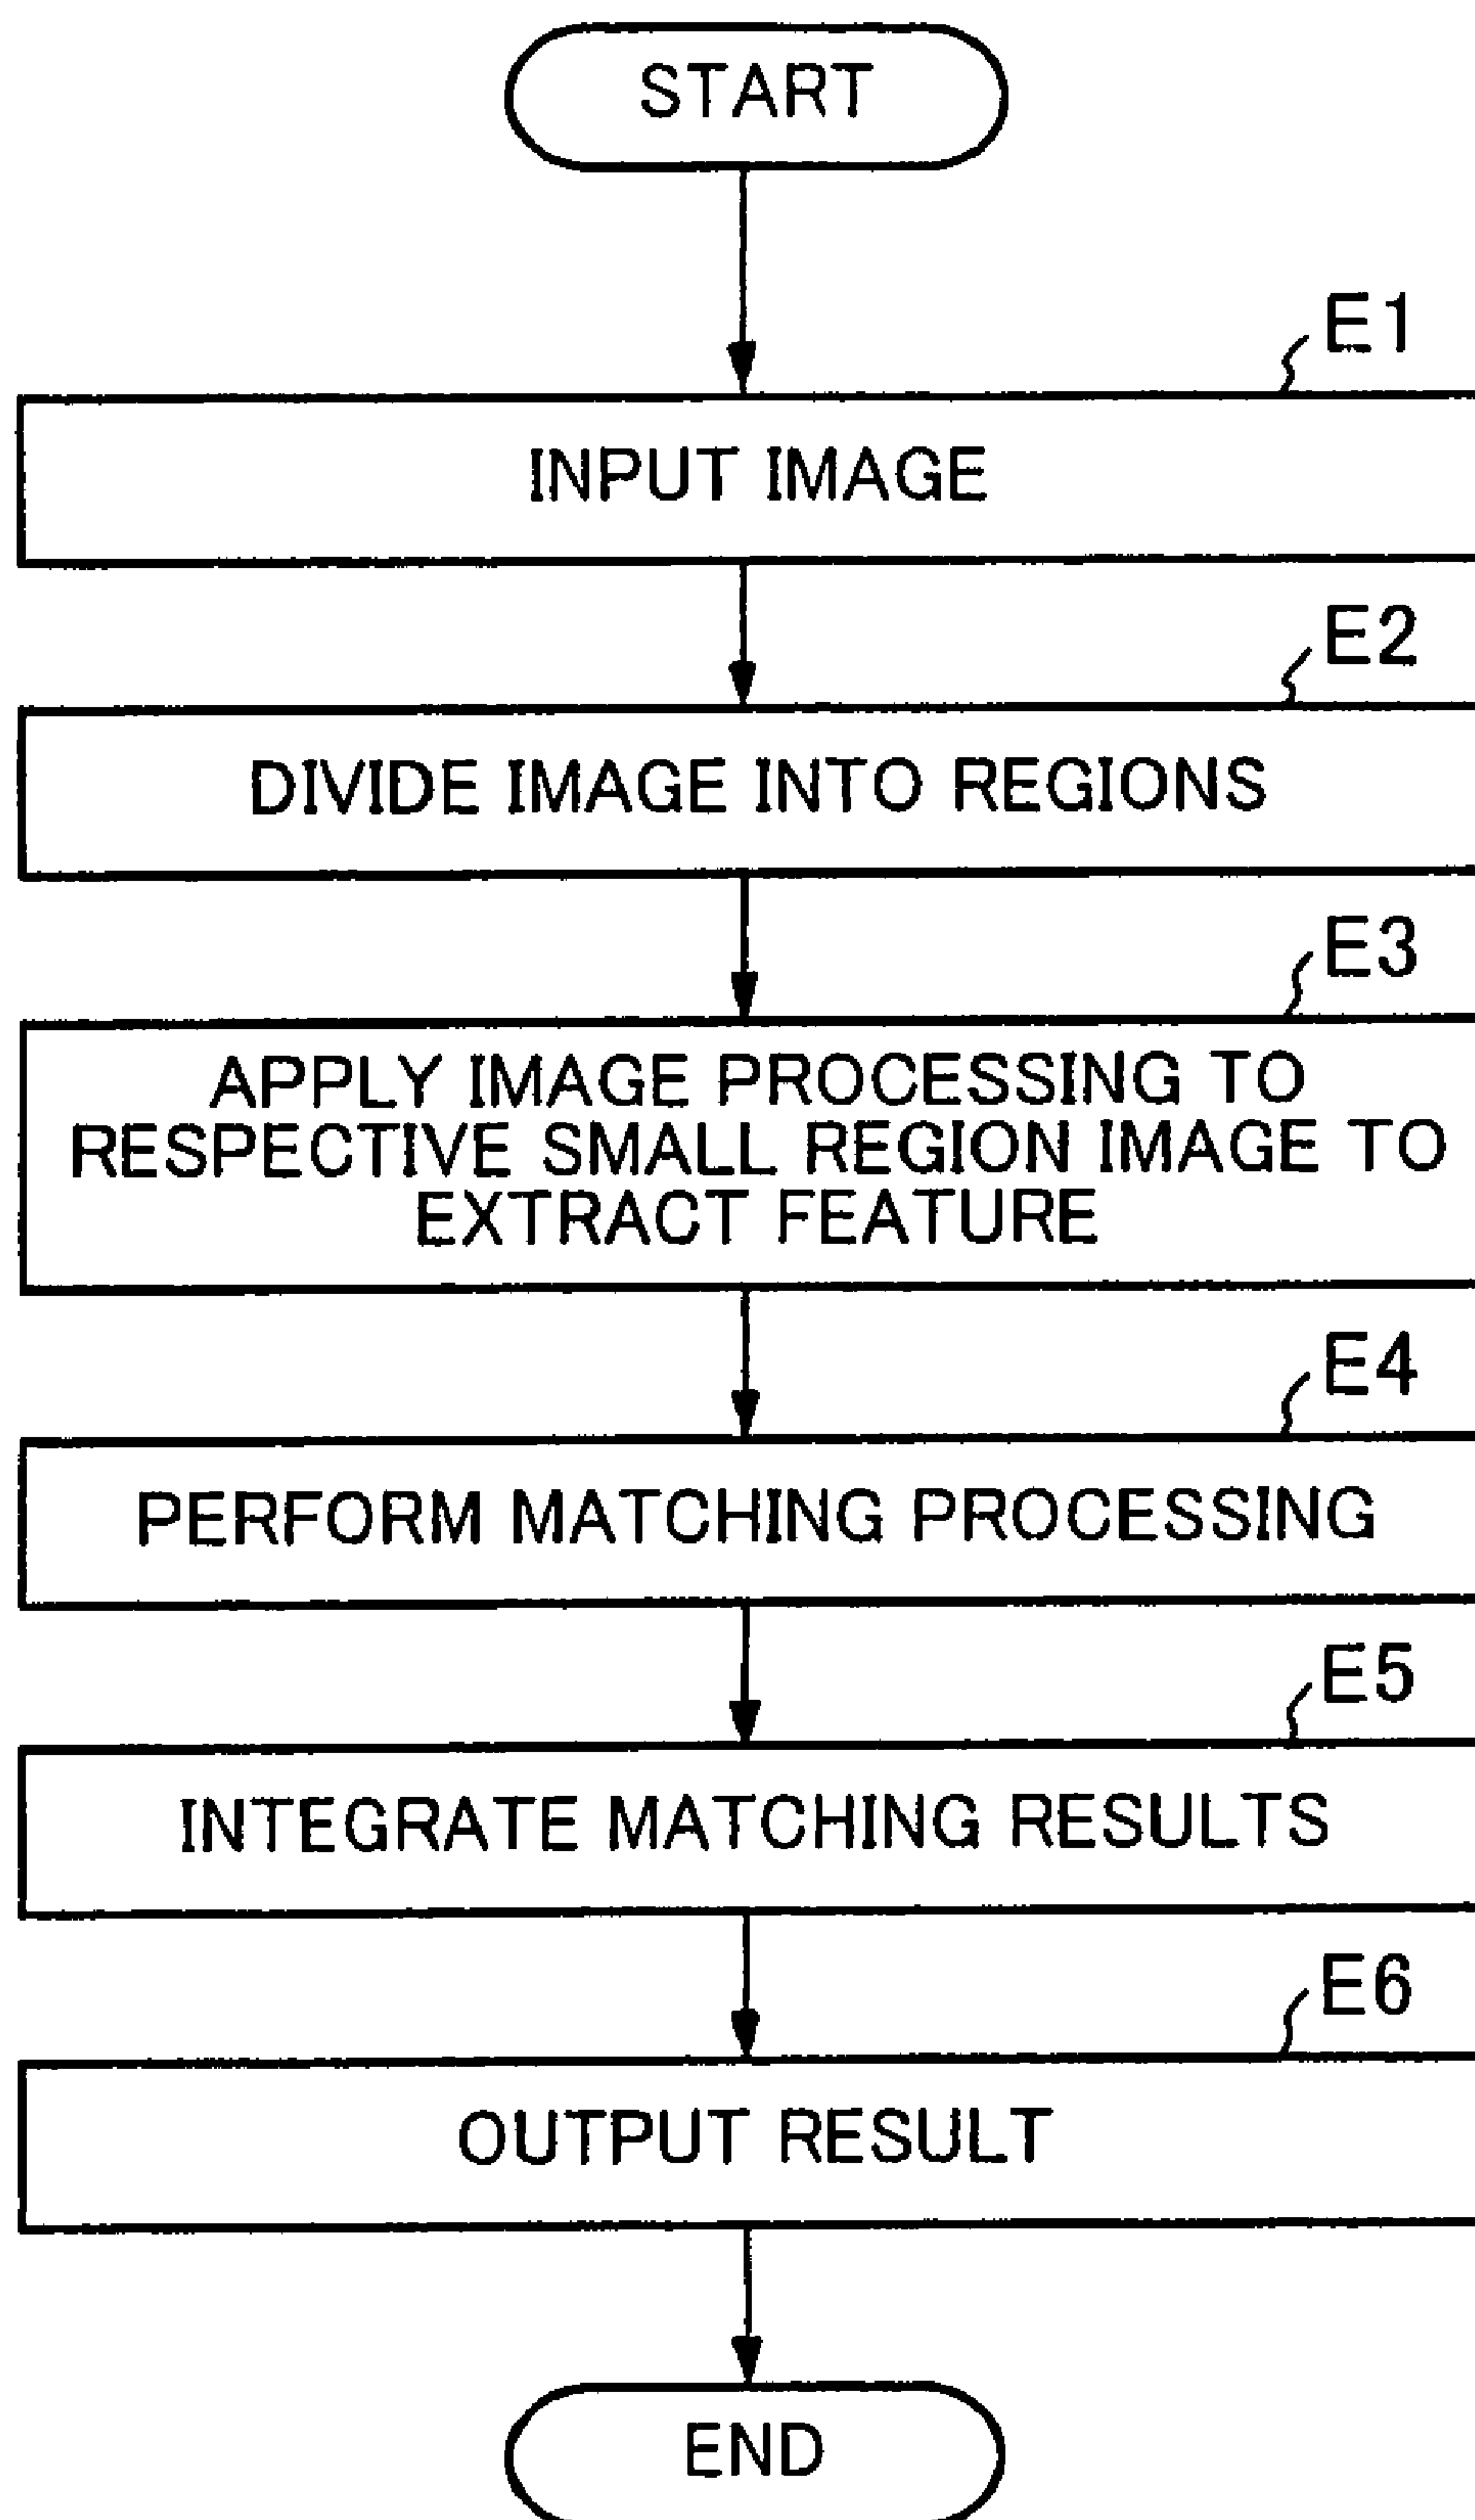 START
E1
INPUT IMAGE
E2
DIVIDE IMAGE INTO REGIONS
E3
APPLY IMAGE PROCESSING TO
RESPECTIVE SMALL REGION IMAGE TO
EXTRACT FEATURE
E4
PERFORM MATCHING PROCESSING
E5
INTEGRATE MATCHING RESULTS
E6
OUTPUT RESULT
END